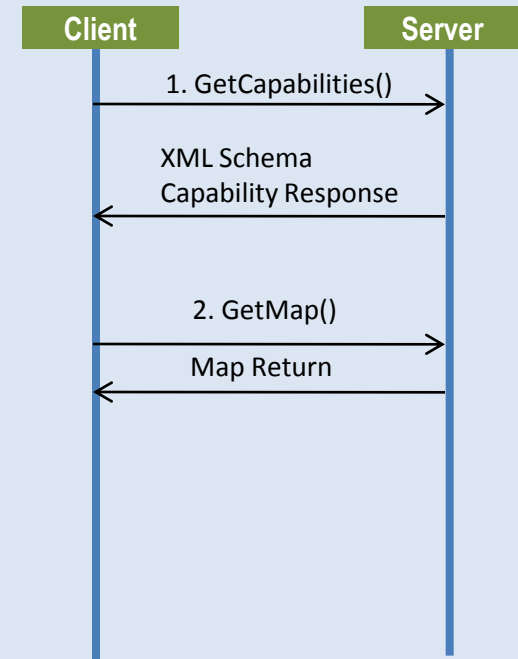 Client
Server
1. GetCapabilities()
XML Schema
Capability Response
2. GetMap()
Map Return